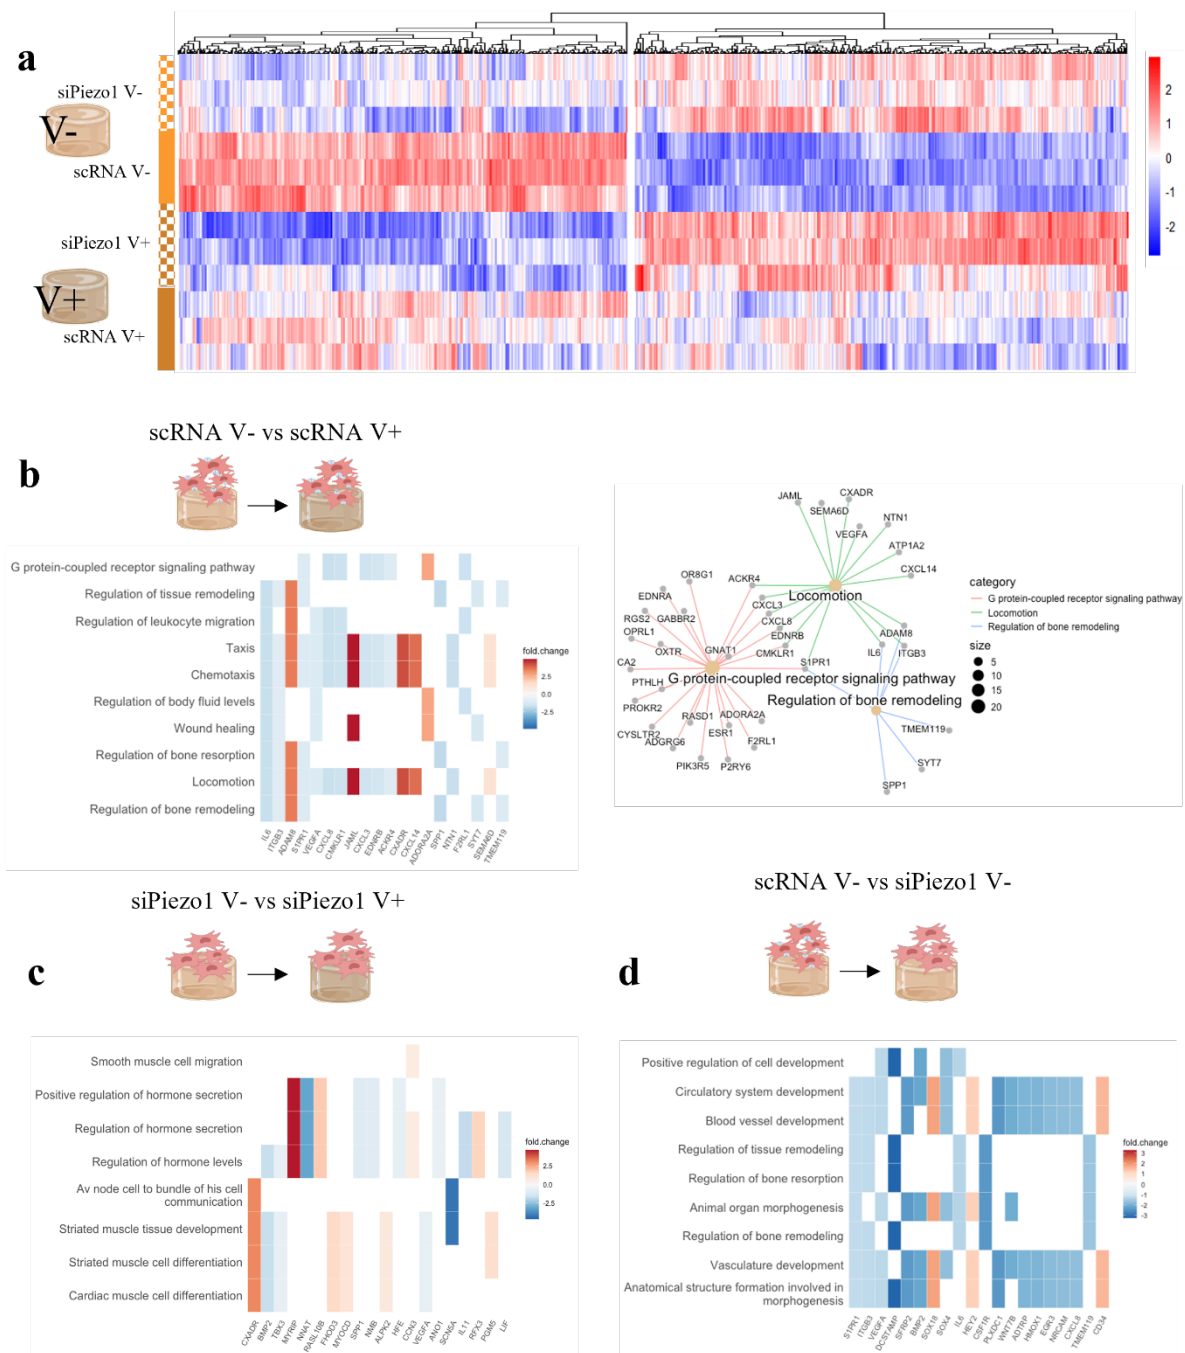 a
siPiezo1 V-
V-
scRNA V-
siPiezo1 V+
V+
scRNA V+
2
1
0
-1
-2
scRNA V- vs scRNA V+
b
G protein-coupled receptor signaling pathway
Regulation of tissue remodeling
Regulation of leukocyte migration
Taxis
Chemotaxis
Regulation of body fluid levels
Wound healing
Regulation of bone resorption
Locomotion
Regulation of bone remodeling
IL6
ITGB3
ADAM8
S1PR1
VEGFA
CXCL8
CMKLR1
JAML
CXCL3
EDNRB
ACKR4
CXADR
CXCL14
ADORA2A
SPP1
NTN1
F2RL1
SYT7
SEMA6D
TMEM119
fold.change
5.0
2.5
0.0
-2.5
JAML
CXADR
SEMA6D
NTN1
VEGFA
ATP1A2
CXCL14
OR8G1
ACKR4
Locomotion
EDNRA
CXCL3
RGS2
GABBR2
CXCL8
OPRL1
EDNRB
ADAM8
OXTR
GNAT1
CMKLR1
IL6
ITGB3
CA2
S1PR1
G protein-coupled receptor signaling pathway
PTHLH
Regulation of bone remodeling
PROKR2
RASD1
ADORA2A
CYSLTR2
ESR1
TMEM119
ADGRG6
F2RL1
PIK3R5
P2RY6
SYT7
SPP1
category
G protein-coupled receptor signaling pathway
Locomotion
Regulation of bone remodeling
size
5
10
15
20
siPiezo1 V- vs siPiezo1 V+
c
Smooth muscle cell migration
Positive regulation of hormone secretion
Regulation of hormone secretion
Regulation of hormone levels
Av node cell to bundle of his cell
communication
Striated muscle tissue development
Striated muscle cell differentiation
Cardiac muscle cell differentiation
CXADR
BMP2
TBX3
MYRIP
NNAT
RASL10B
FHOD3
MYOCD
SPP1
NMB
ALPK2
HFE
CCN3
VEGFA
ANO1
SCN5A
IL11
RFX3
PGM5
LIF
fold.change
2.5
0.0
-2.5
scRNA V- vs siPiezo1 V-
d
Positive regulation of cell development
Circulatory system development
Blood vessel development
Regulation of tissue remodeling
Regulation of bone resorption
Animal organ morphogenesis
Regulation of bone remodeling
Vasculature development
Anatomical structure formation involved in
morphogenesis
S1PR1
ITGB3
VEGFA
DCSTAMP
SFRP2
BMP2
SOX18
SOX4
IL6
HEY2
CSF1R
PLXDC1
WNT7B
ADTRP
HMOX1
EGR3
NRCAM
CXCL8
TMEM119
CD34
fold.change
3
2
1
0
-1
-2
-3